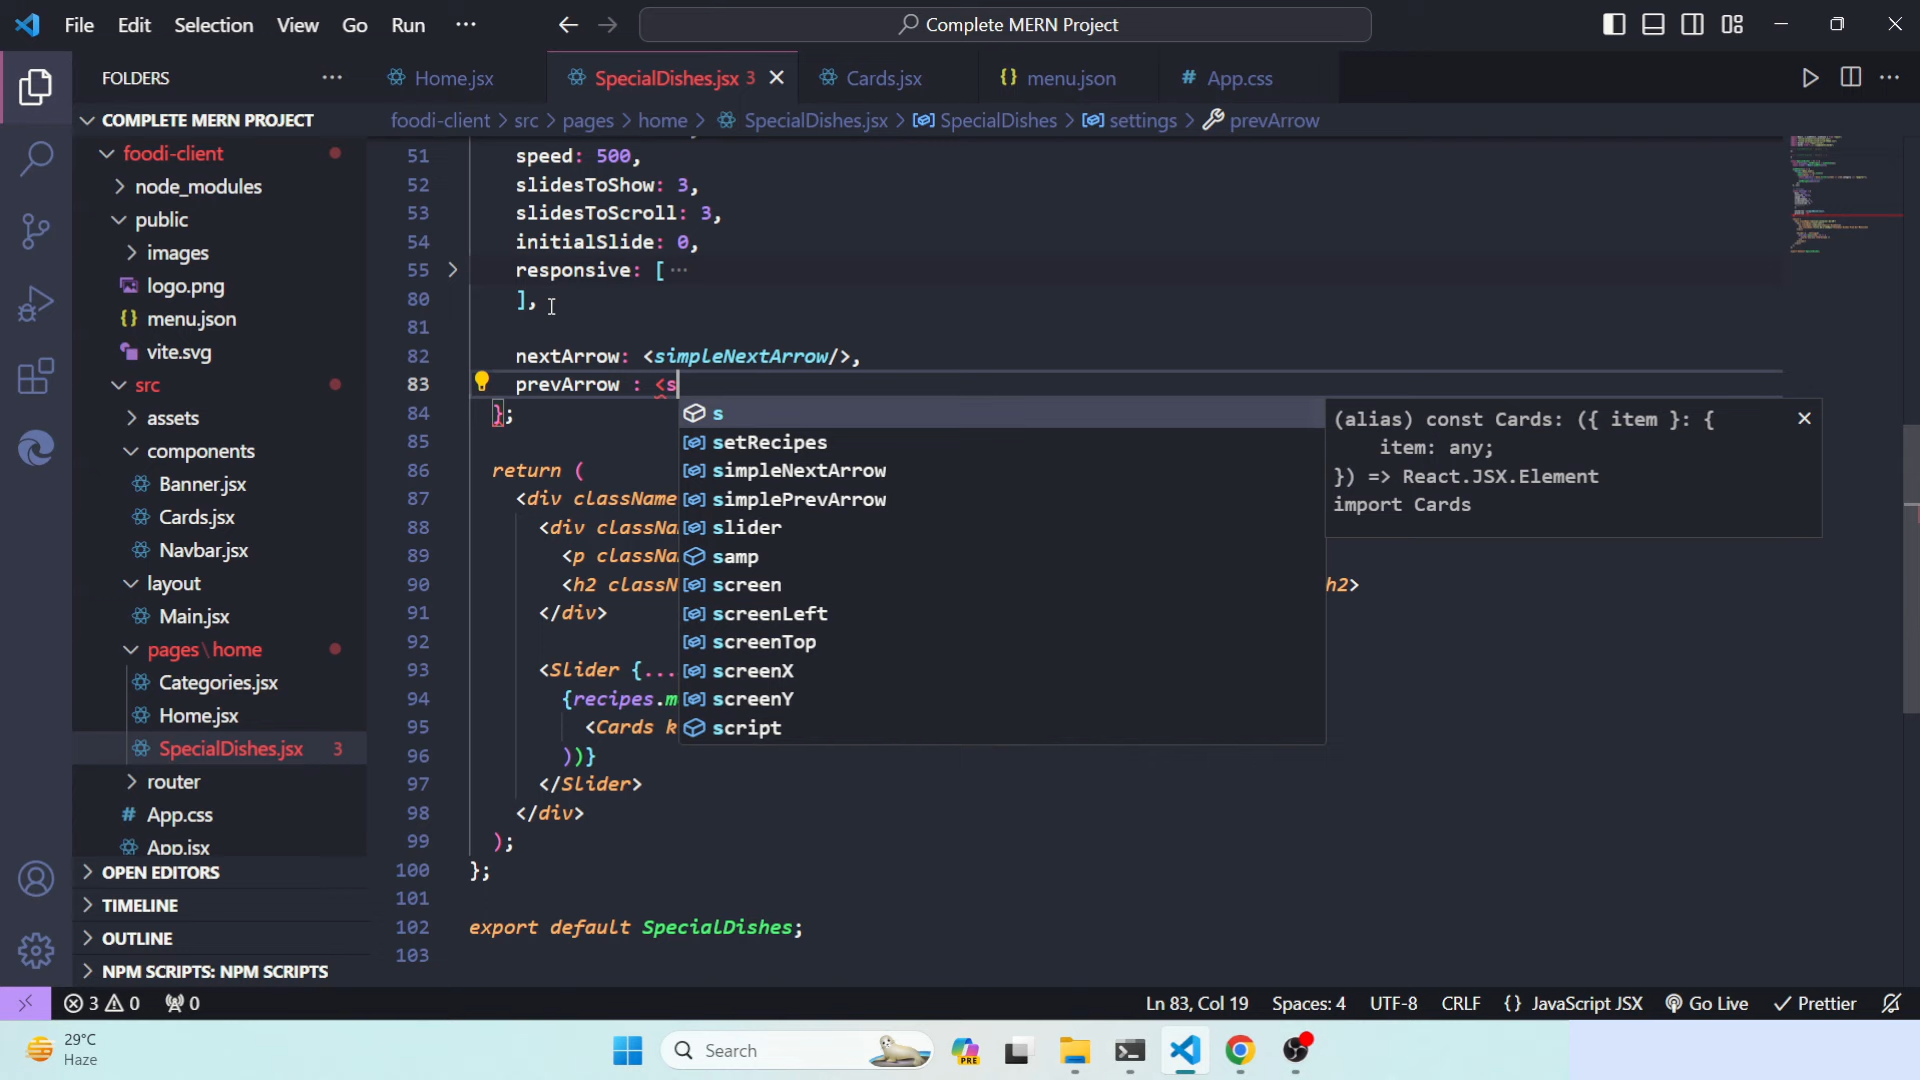 File Edit Selection View Go Run
Complete MERN Project
FOLDERS
Home.jsx
SpecialDishes.jsx 3
Cards.jsx
{} menu.json
# App.css
foodi-client > src > pages > home > SpecialDishes.jsx > SpecialDishes > settings > prevArrow
COMPLETE MERN PROJECT
foodi-client
node_modules
public
images
logo.png
{} menu.json
vite.svg
src
assets
components
Banner.jsx
Cards.jsx
Navbar.jsx
layout
Main.jsx
pages\home
Categories.jsx
Home.jsx
SpecialDishes.jsx 3
router
# App.css
App.jsx
OPEN EDITORS
TIMELINE
OUTLINE
NPM SCRIPTS: NPM SCRIPTS
51 speed: 500,
52 slidesToShow: 3,
53 slidesToScroll: 3,
54 initialSlide: 0,
55 responsive: [ ···
80 ],
81
82 nextArrow: <simpleNextArrow/>,
83 prevArrow : <s
84 };
85
86 return (
87 <div className
88 <div classNa
89 <p classNa
90 <h2 classN h2>
91 </div>
92
93 <Slider {...
94 {recipes.m
95 <Cards k
96 ))}
97 </Slider>
98 </div>
99 );
100 };
101
102 export default SpecialDishes;
103
s
setRecipes
simpleNextArrow
simplePrevArrow
slider
samp
screen
screenLeft
screenTop
screenX
screenY
script
(alias) const Cards: ({ item }: {
item: any;
}) => React.JSX.Element
import Cards
3 0 0
Ln 83, Col 19 Spaces: 4 UTF-8 CRLF {} JavaScript JSX Go Live Prettier
29°C
Haze
Search
PRE